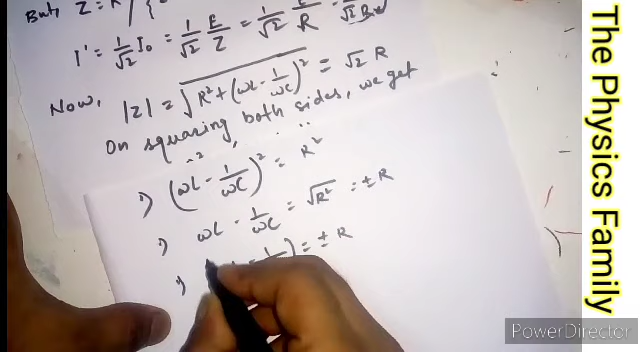 But, Z = R
I' = 1/√2 I₀ = 1/√2 E/Z = 1/√2 E/R =
Now, |Z| = √(R² + (ωL - 1/ωC)²) = √2 R
On squaring both sides, we get
⇒ (ωL - 1/ωC)² = R²
⇒ ωL - 1/ωC = √R² = ± R
= ± R
The Physics Family
PowerDirector